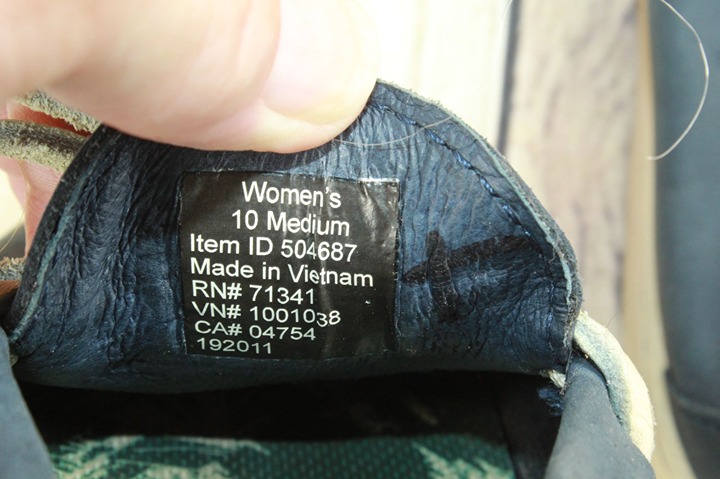 Women's
10 Medium
Item ID 504687
Made in Vietnam
RN# 71341
VN# 1001038
CA# 04754
192011